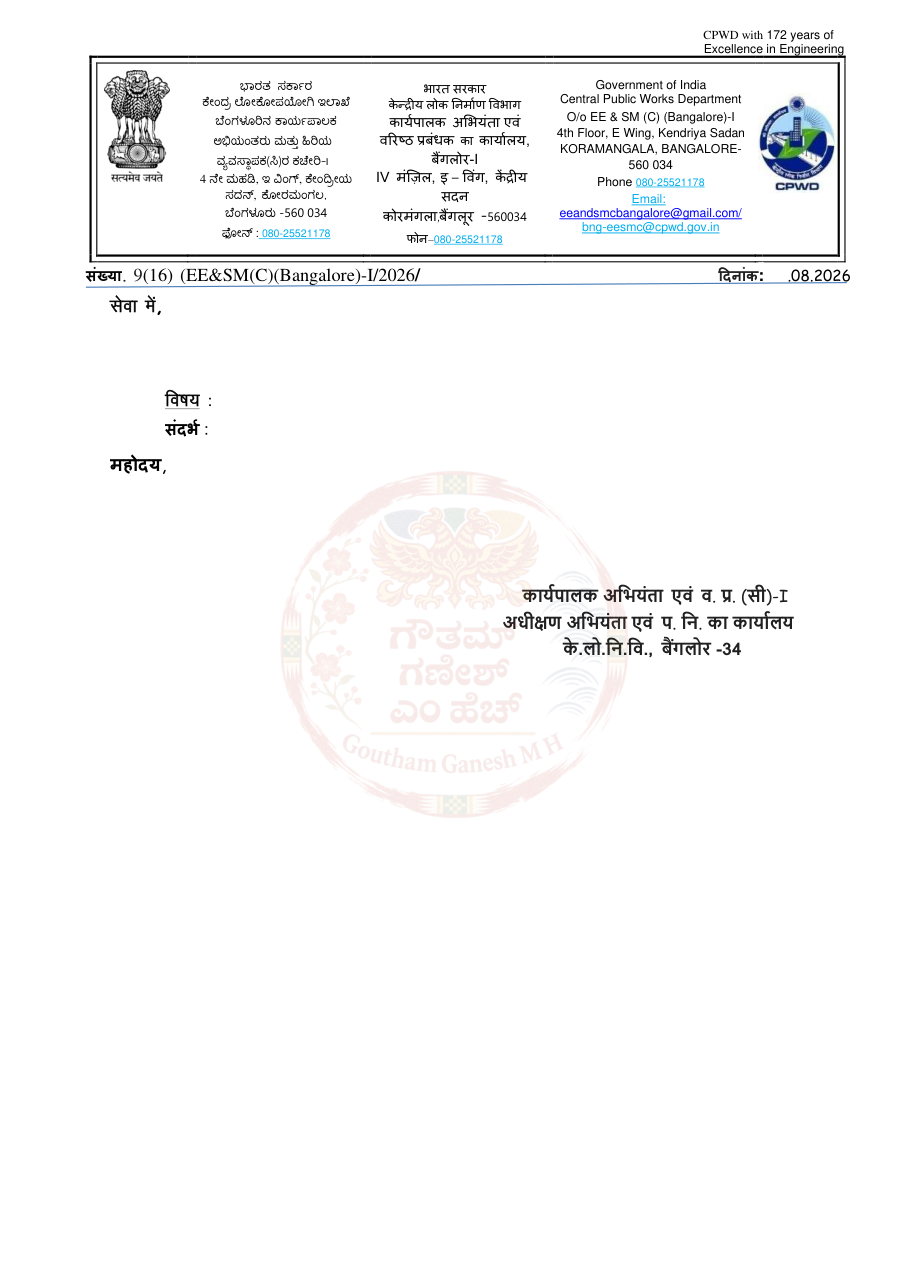 CPWD with 172 years of
Excellence in Engineering
सत्यमेव जयते
ಭಾರತ ಸರ್ಕಾರ
ಕೇಂದ್ರ ಲೋಕೋಪಯೋಗಿ ಇಲಾಖೆ
ಬೆಂಗಳೂರಿನ ಕಾರ್ಯಪಾಲಕ
ಅಭಿಯಂತರು ಮತ್ತು ಹಿರಿಯ
ವ್ಯವಸ್ಥಾಪಕ(ಸಿ)ರ ಕಚೇರಿ-I
4 ನೇ ಮಹಡಿ, ಇ ವಿಂಗ್, ಕೇಂದ್ರೀಯ
ಸದನ್, ಕೋರಮಂಗಲ,
ಬೆಂಗಳೂರು -560 034
ಫೋನ್ : 080-25521178
भारत सरकार
केन्द्रीय लोक निर्माण विभाग
कार्यपालक अभियंता एवं
वरिष्ठ प्रबंधक का कार्यालय,
बैंगलोर-I
IV मंज़िल, इ – विंग, केंद्रीय
सदन
कोरमंगला,बैंगलूर -560034
फोन–080-25521178
Government of India
Central Public Works Department
O/o EE & SM (C) (Bangalore)-I
4th Floor, E Wing, Kendriya Sadan
KORAMANGALA, BANGALORE-
560 034
Phone 080-25521178
Email:
eeandsmcbangalore@gmail.com/
bng-eesmc@cpwd.gov.in
CPWD
संख्या. 9(16) (EE&SM(C)(Bangalore)-I/2026/ दिनांक: .08.2026
सेवा में,
विषय :
संदर्भ :
महोदय,
कार्यपालक अभियंता एवं व. प्र. (सी)-I
अधीक्षण अभियंता एवं प. नि. का कार्यालय
के.लो.नि.वि., बैंगलोर -34
ಗೌತಮ್
ಗಣೇಶ್
ಎಂ ಹೆಚ್
Goutham Ganesh M H